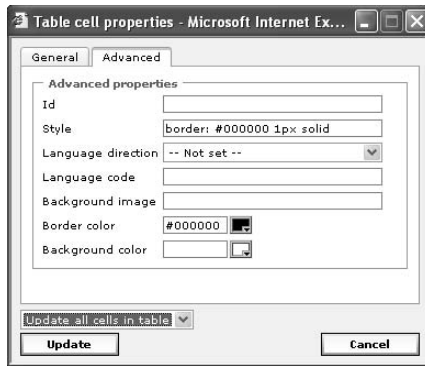 Table cell properties - Microsoft Internet Ex...
General Advanced
Advanced properties
Id
Style border: #000000 1px solid
Language direction -- Not set --
Language code
Background image
Border color #000000
Background color
Update all cells in table
Update Cancel